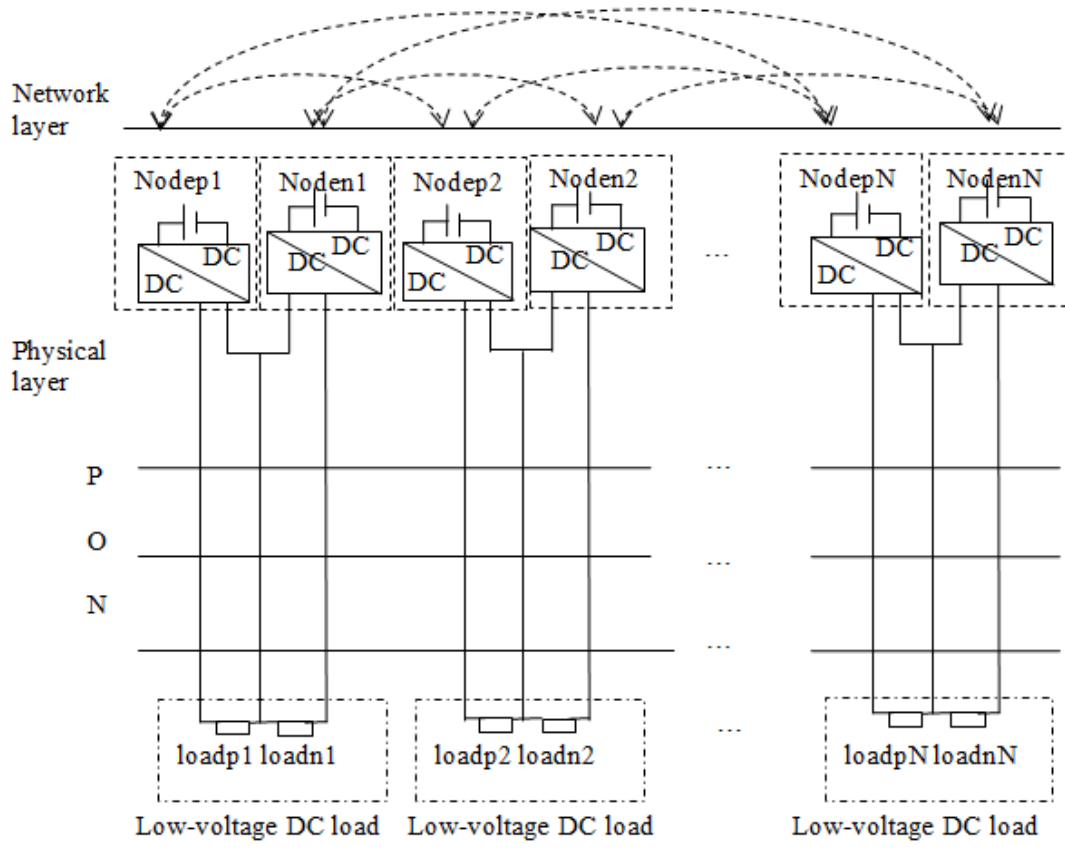 Network
layer
Nodep1
Noden1
Nodep2
Noden2
NodepN
NodenN
DC
DC
DC
DC
DC
DC
DC
DC
...
DC
DC
DC
DC
Physical
layer
P
...
O
...
N
...
loadp1 loadn1
loadp2 loadn2
...
loadpN loadnN
Low-voltage DC load
Low-voltage DC load
Low-voltage DC load